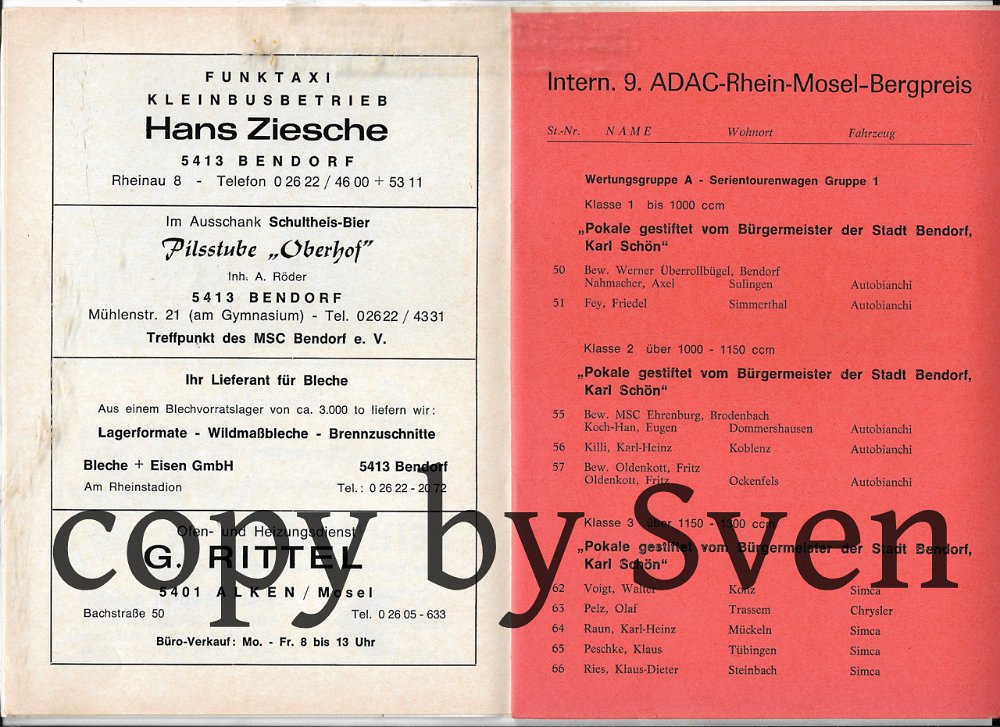 FUNKTAXI
KLEINBUSBETRIEB
Hans Ziesche
5413 BENDORF
Rheinau 8 - Telefon 0 26 22 / 46 00 + 53 11
Im Ausschank Schultheis-Bier
Pilsstube „Oberhof"
Inh. A. Röder
5413 BENDORF
Mühlenstr. 21 (am Gymnasium) - Tel. 02622 / 4331
Treffpunkt des MSC Bendorf e. V.
Ihr Lieferant für Bleche
Aus einem Blechvorratslager von ca. 3.000 to liefern wir:
Lagerformate - Wildmaßbleche - Brennzuschnitte
Bleche + Eisen GmbH 5413 Bendorf
Am Rheinstadion Tel.: 0 26 22 - 20 72
Ofen- und Heizungsdienst
G. RITTEL
5401 ALKEN / Mosel
Bachstraße 50 Tel. 0 26 05 - 633
Büro-Verkauf: Mo. - Fr. 8 bis 13 Uhr
Intern. 9. ADAC-Rhein-Mosel-Bergpreis
St.-Nr. NAME Wohnort Fahrzeug
Wertungsgruppe A - Serientourenwagen Gruppe 1
Klasse 1 bis 1000 ccm
„Pokale gestiftet vom Bürgermeister der Stadt Bendorf,
Karl Schön"
50 Bew. Werner Überrollbügel, Bendorf
Nahmacher, Axel Sulingen Autobianchi
51 Fey, Friedel Simmerthal Autobianchi
Klasse 2 über 1000 - 1150 ccm
„Pokale gestiftet vom Bürgermeister der Stadt Bendorf,
Karl Schön"
55 Bew. MSC Ehrenburg, Brodenbach
Koch-Han, Eugen Dommershausen Autobianchi
56 Killi, Karl-Heinz Koblenz Autobianchi
57 Bew. Oldenkott, Fritz
Oldenkott, Fritz Ockenfels Autobianchi
Klasse 3 über 1150 - 1300 ccm
„Pokale gestiftet vom Bürgermeister der Stadt Bendorf,
Karl Schön"
62 Voigt, Walter Konz Simca
63 Pelz, Olaf Trassem Chrysler
64 Raun, Karl-Heinz Mückeln Simca
65 Peschke, Klaus Tübingen Simca
66 Ries, Klaus-Dieter Steinbach Simca
copy by Sven